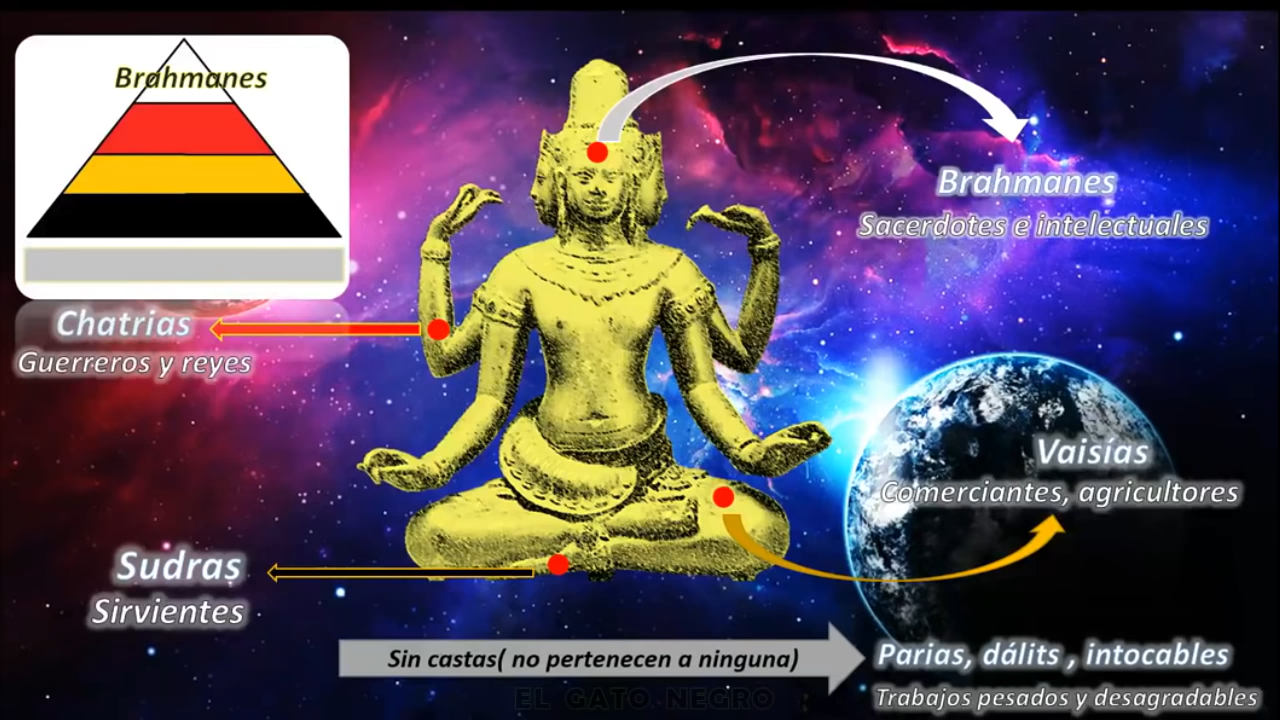 Brahmanes
Brahmanes
Sacerdotes e intelectuales
Chatrias
Guerreros y reyes
Vaisías
Comerciantes, agricultores
Sudras
Sirvientes
Sin castas( no pertenecen a ninguna)
Parias, dálits , intocables
Trabajos pesados y desagradables
EL GATO NEGRO